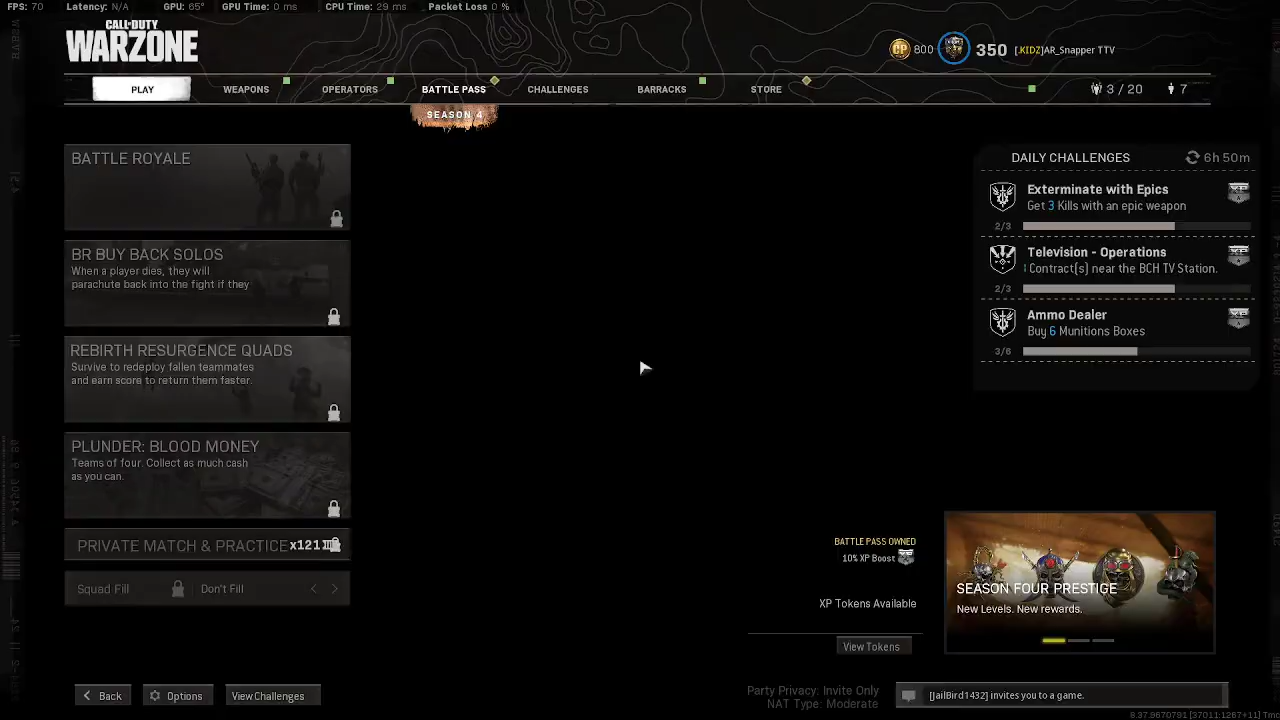 FPS: 70 Latency: N/A GPU: 65° GPU Time: 0 ms CPU Time: 29 ms Packet Loss 0 %
CALL OF DUTY
WARZONE
CP 800 350 [.KIDZ]AR_Snapper TTV
PLAY WEAPONS OPERATORS BATTLE PASS CHALLENGES BARRACKS STORE 3 / 20 7
SEASON 4
BATTLE ROYALE
BR BUY BACK SOLOS
When a player dies, they will
parachute back into the fight if they
REBIRTH RESURGENCE QUADS
Survive to redeploy fallen teammates
and earn score to return them faster.
PLUNDER: BLOOD MONEY
Teams of four. Collect as much cash
as you can.
PRIVATE MATCH & PRACTICE x121
Squad Fill Don't Fill
DAILY CHALLENGES 6h 50m
Exterminate with Epics XP
Get 3 Kills with an epic weapon
2/3
Television - Operations XP
Contract(s) near the BCH TV Station.
2/3
Ammo Dealer XP
Buy 6 Munitions Boxes
3/6
BATTLE PASS OWNED
10% XP Boost
XP Tokens Available
View Tokens
SEASON FOUR PRESTIGE
New Levels. New rewards.
Back Options View Challenges
Party Privacy: Invite Only
NAT Type: Moderate
[JailBird1432] invites you to a game.